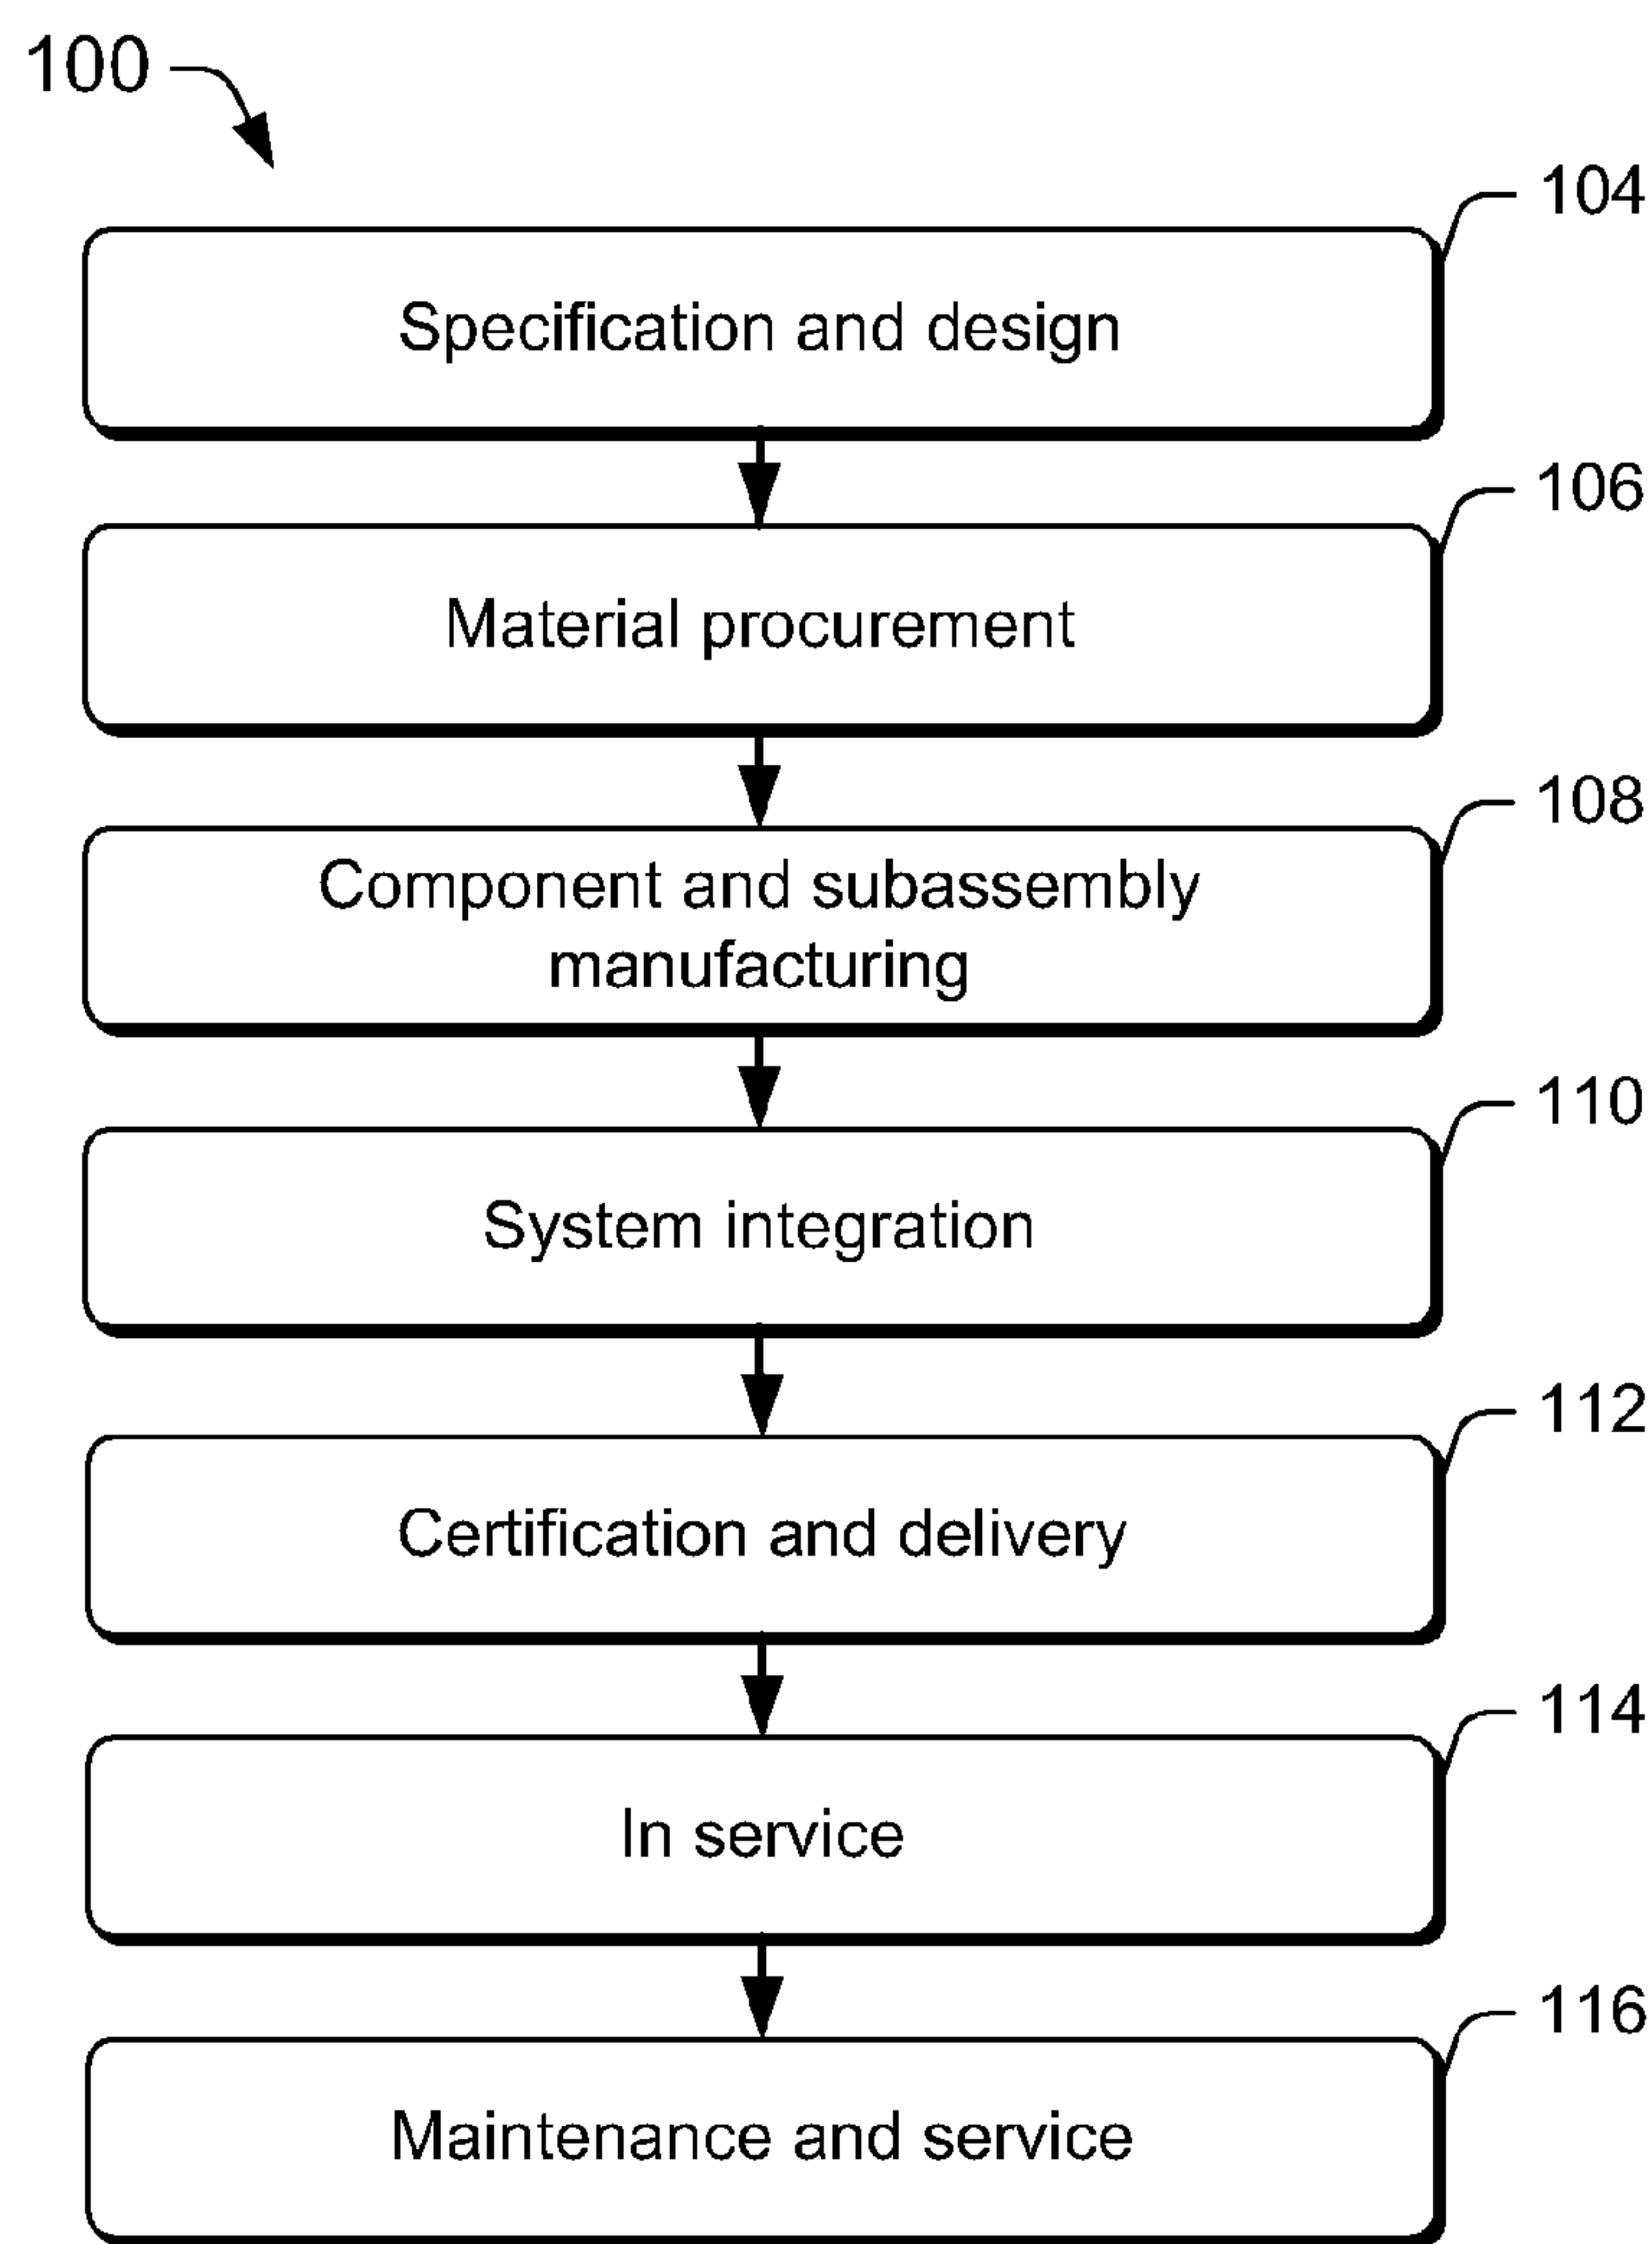 100
104
Specification and design
106
Material procurement
108
Component and subassembly
manufacturing
110
System integration
112
Certification and delivery
114
In service
116
Maintenance and service